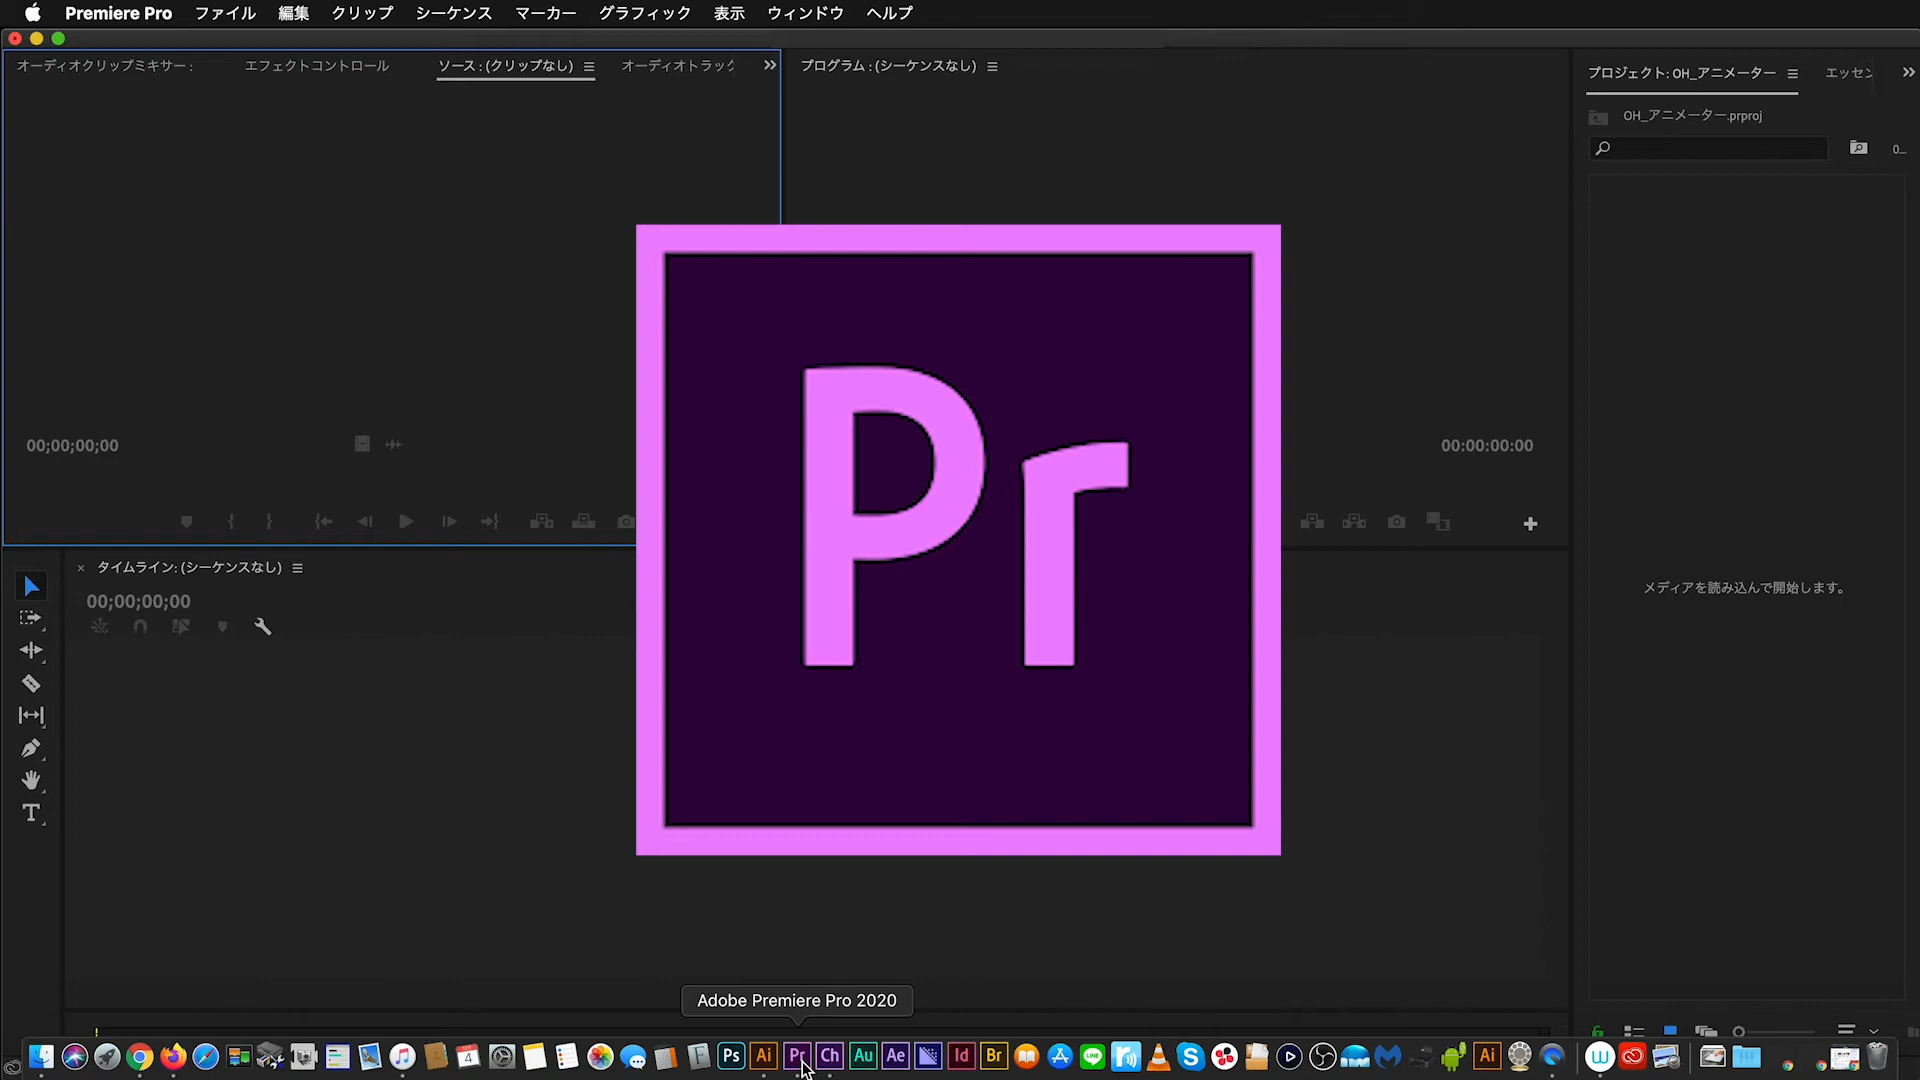 Premiere Pro ファイル 編集 クリップ シーケンス マーカー グラフィック 表示 ウィンドウ ヘルプ
オーディオクリップミキサー : エフェクトコントロール ソース : (クリップなし) オーディオトラック
プログラム : (シーケンスなし)
プロジェクト: OH_アニメーター エッセン
OH_アニメーター.prproj
0...
Pr
00;00;00;00
00:00:00:00
タイムライン: (シーケンスなし)
00;00;00;00
メディアを読み込んで開始します。
T
Adobe Premiere Pro 2020
4 Ps Ai Pr Ch Au Ae Id Br LINE S Ai W